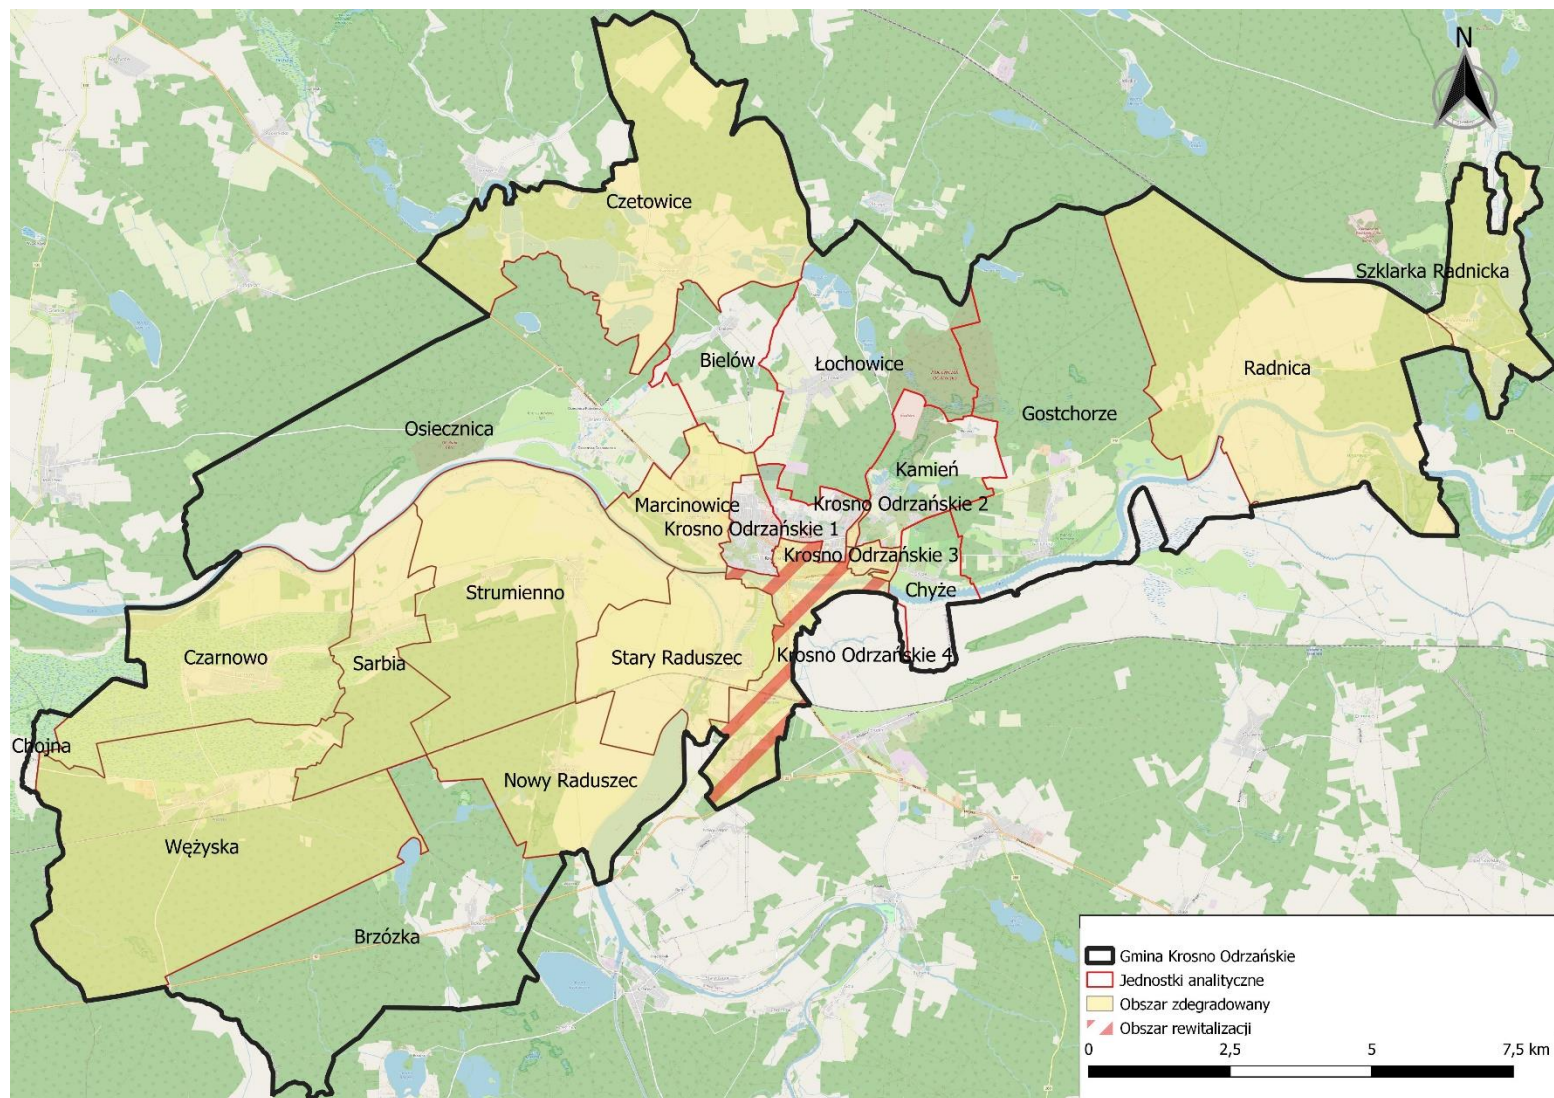 N
Czetowice
Szklarka Radnicka
Bielów
Łochowice
Radnica
Gostchorze
Osiecznica
Kamień
Marcinowice
Krosno Odrzańskie 2
Krosno Odrzańskie 1
Krosno Odrzańskie 3
Strumienno
Chyże
Czarnowo
Sarbia
Stary Raduszec
Krosno Odrzańskie 4
Chojna
Nowy Raduszec
Wężyska
Brzózka
Gmina Krosno Odrzańskie
Jednostki analityczne
Obszar zdegradowany
Obszar rewitalizacji
0 2,5 5 7,5 km